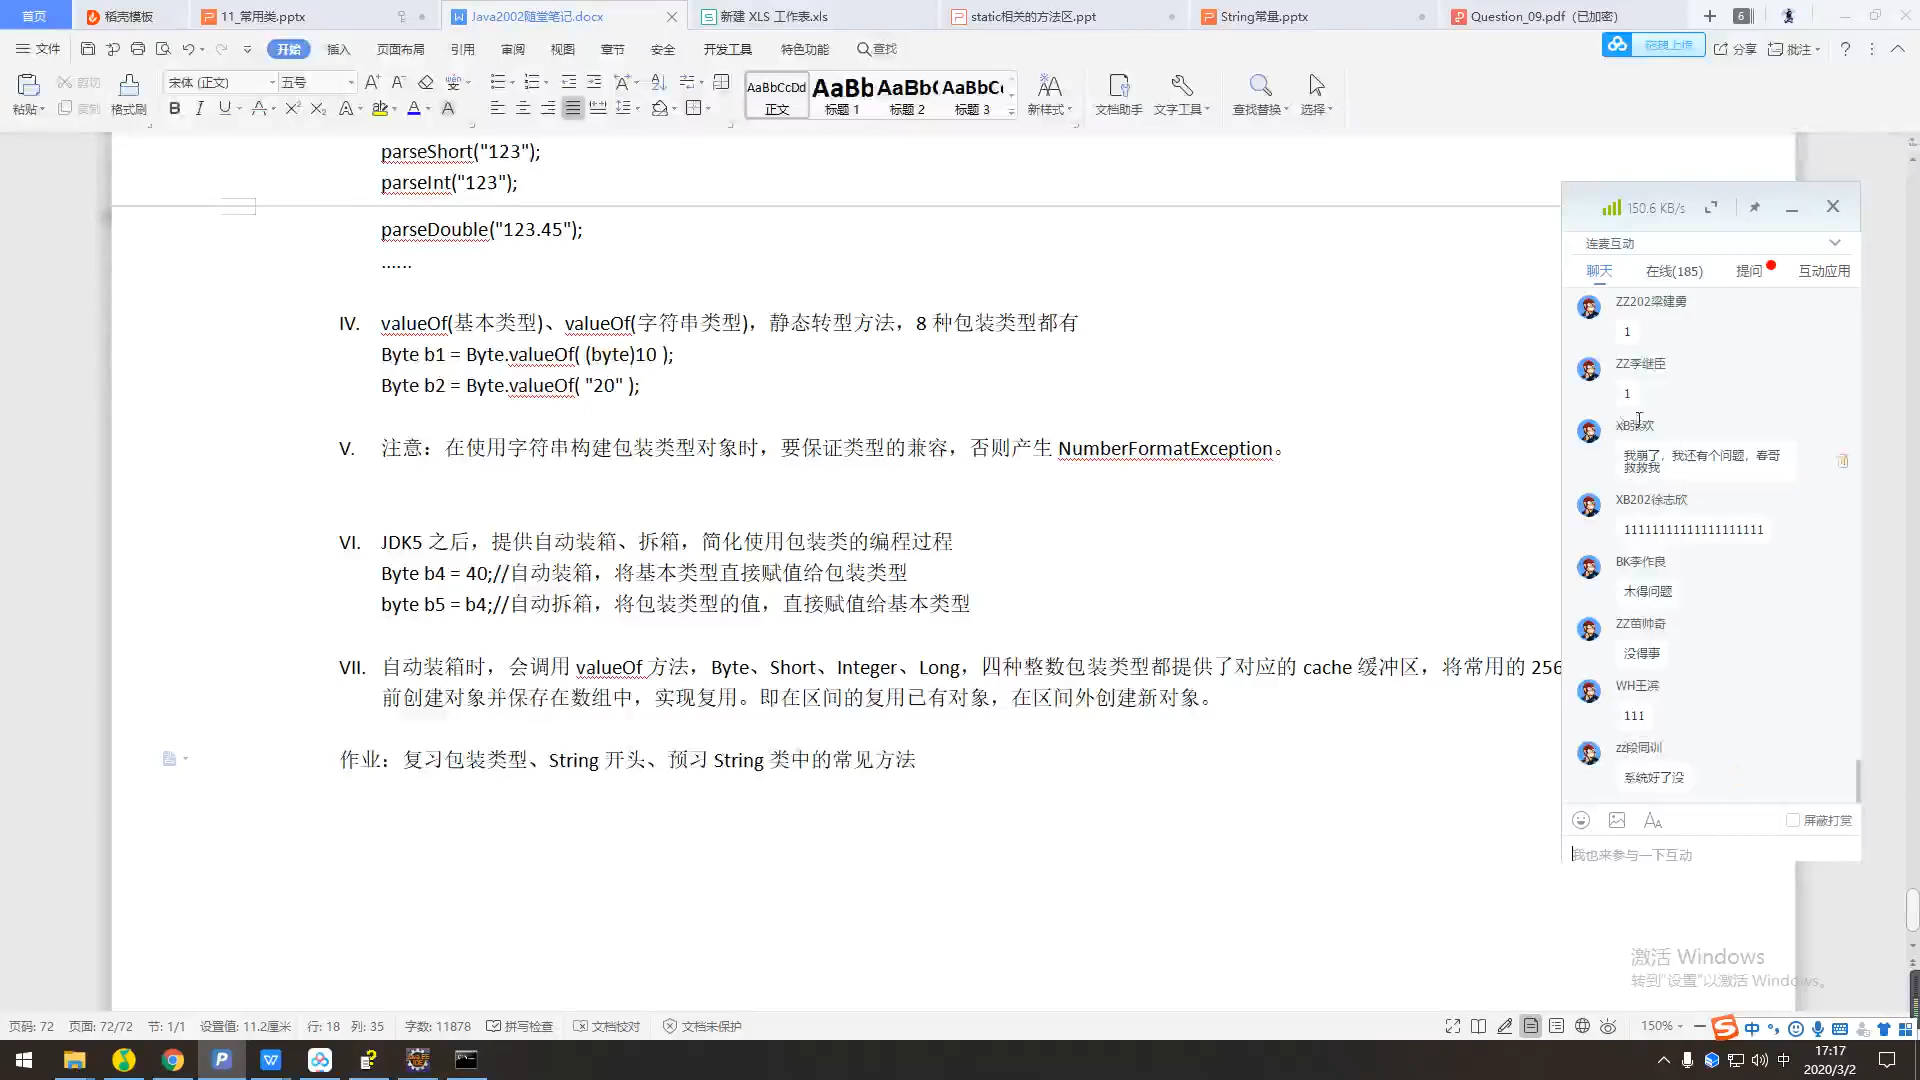 首页
稻壳模板
11_常用类.pptx
Java2002随堂笔记.docx
新建 XLS 工作表.xls
static相关的方法区.ppt
String常量.pptx
Question_09.pdf（已加密）
6
文件
开始
插入
页面布局
引用
审阅
视图
章节
安全
开发工具
特色功能
查找
拖拽上传
分享
批注
粘贴
剪切
复制
格式刷
宋体 (正文)
五号
AaBbCcDd
正文
AaBb
标题 1
AaBb(
标题 2
AaBbC(
标题 3
新样式
文档助手
文字工具
查找替换
选择
parseShort("123");
parseInt("123");
parseDouble("123.45");
......
IV. valueOf(基本类型)、valueOf(字符串类型)，静态转型方法，8 种包装类型都有
Byte b1 = Byte.valueOf( (byte)10 );
Byte b2 = Byte.valueOf( "20" );
V. 注意：在使用字符串构建包装类型对象时，要保证类型的兼容，否则产生 NumberFormatException。
VI. JDK5 之后，提供自动装箱、拆箱，简化使用包装类的编程过程
Byte b4 = 40;//自动装箱，将基本类型直接赋值给包装类型
byte b5 = b4;//自动拆箱，将包装类型的值，直接赋值给基本类型
VII. 自动装箱时，会调用 valueOf 方法，Byte、Short、Integer、Long，四种整数包装类型都提供了对应的 cache 缓冲区，将常用的 256
前创建对象并保存在数组中，实现复用。即在区间的复用已有对象，在区间外创建新对象。
作业：复习包装类型、String 开头、预习 String 类中的常见方法
150.6 KB/s
连麦互动
聊天
在线(185)
提问
互动应用
ZZ202梁建勇
1
ZZ李继臣
1
XB张欢
我崩了，我还有个问题，春哥
救救我
XB202徐志欣
11111111111111111111
BK李作良
木得问题
ZZ苗帅奇
没得事
WH王滨
111
zz段同训
系统好了没
屏蔽打赏
我也来参与一下互动
激活 Windows
转到"设置"以激活 Windows。
页码: 72
页面: 72/72
节: 1/1
设置值: 11.2厘米
行: 18
列: 35
字数: 11878
拼写检查
文档校对
文档未保护
150%
中
中
17:17
2020/3/2